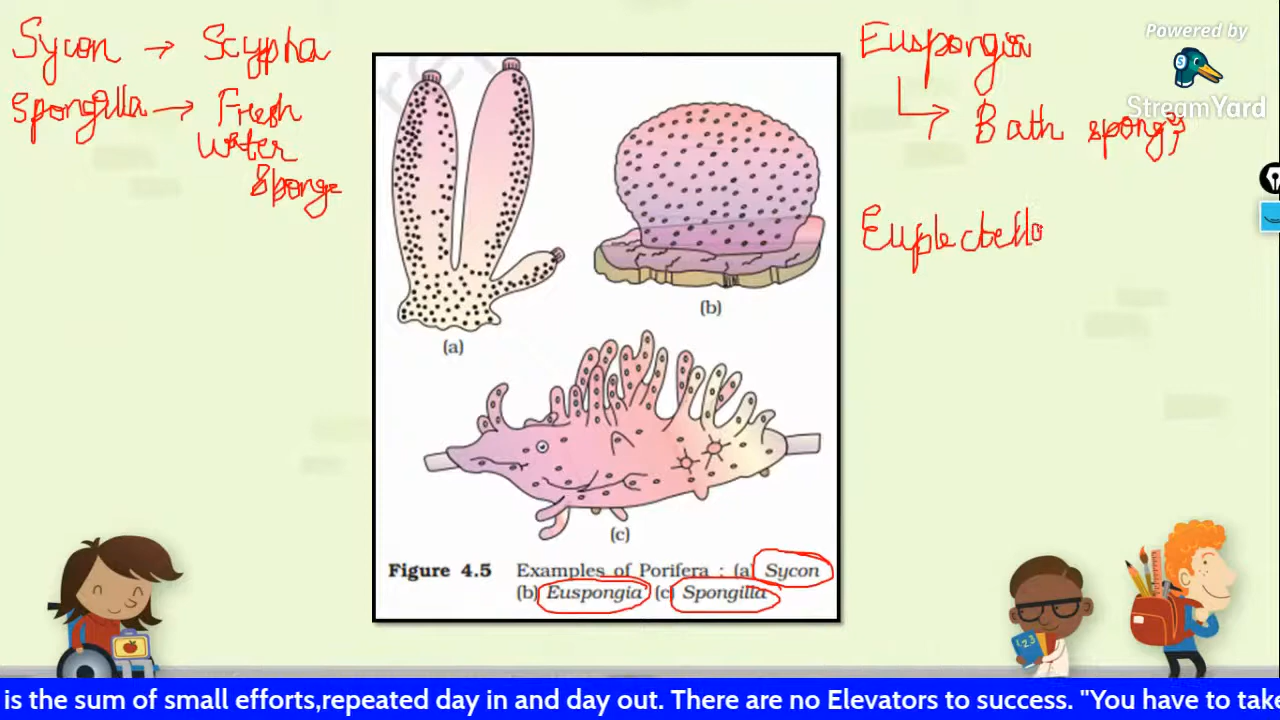 Sycon → Scypha
Spongilla → Fresh
Water
Sponge
Euspongia
Bath sponge
Euplectella
Powered by
StreamYard
(a)
(b)
(c)
Figure 4.5 Examples of Porifera : (a) Sycon
(b) Euspongia (c) Spongilla
is the sum of small efforts,repeated day in and day out. There are no Elevators to success. "You have to take